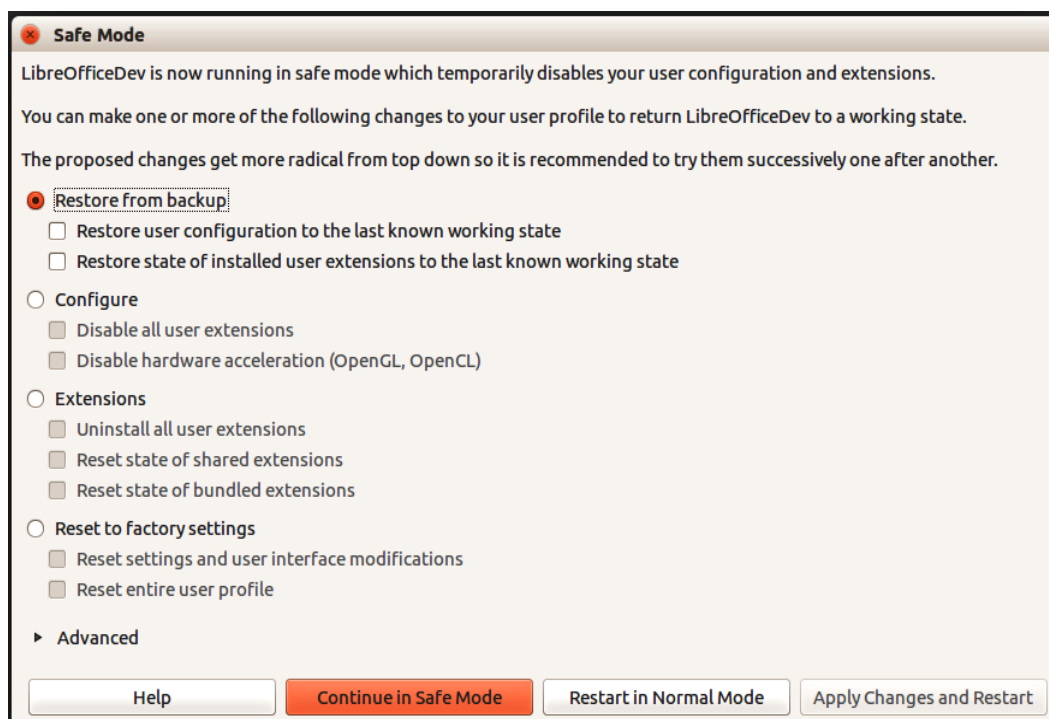 Safe Mode
LibreOfficeDev is now running in safe mode which temporarily disables your user configuration and extensions.
You can make one or more of the following changes to your user profile to return LibreOfficeDev to a working state.
The proposed changes get more radical from top down so it is recommended to try them successively one after another.
Restore from backup
Restore user configuration to the last known working state
Restore state of installed user extensions to the last known working state
Configure
Disable all user extensions
Disable hardware acceleration (OpenGL, OpenCL)
Extensions
Uninstall all user extensions
Reset state of shared extensions
Reset state of bundled extensions
Reset to factory settings
Reset settings and user interface modifications
Reset entire user profile
Advanced
Help Continue in Safe Mode Restart in Normal Mode Apply Changes and Restart